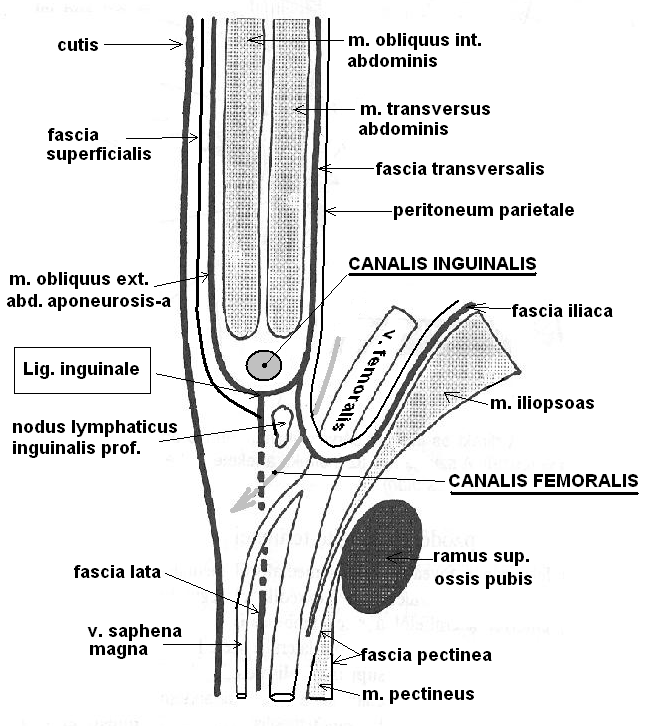 cutis
m. obliquus int.
abdominis
m. transversus
abdominis
fascia
superficialis
fascia transversalis
peritoneum parietale
CANALIS INGUINALIS
m. obliquus ext.
abd. aponeurosis-a
fascia iliaca
v. femoralis
Lig. inguinale
m. iliopsoas
nodus lymphaticus
inguinalis prof.
CANALIS FEMORALIS
ramus sup.
ossis pubis
fascia lata
v. saphena
magna
fascia pectinea
m. pectineus